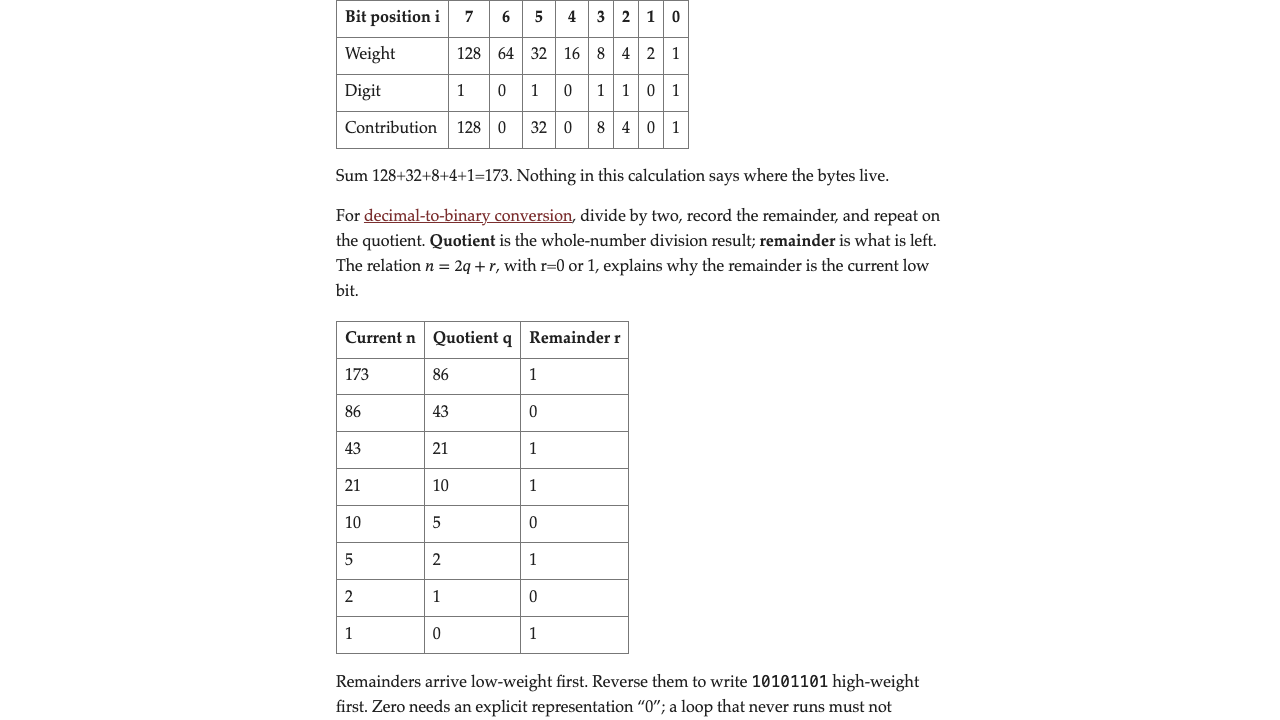 Bit position i 7 6 5 4 3 2 1 0
Weight 128 64 32 16 8 4 2 1
Digit 1 0 1 0 1 1 0 1
Contribution 128 0 32 0 8 4 0 1
Sum 128+32+8+4+1=173. Nothing in this calculation says where the bytes live.
For decimal-to-binary conversion, divide by two, record the remainder, and repeat on
the quotient. Quotient is the whole-number division result; remainder is what is left.
The relation n = 2q + r, with r=0 or 1, explains why the remainder is the current low
bit.
Current n Quotient q Remainder r
173 86 1
86 43 0
43 21 1
21 10 1
10 5 0
5 2 1
2 1 0
1 0 1
Remainders arrive low-weight first. Reverse them to write 10101101 high-weight
first. Zero needs an explicit representation “0”; a loop that never runs must not